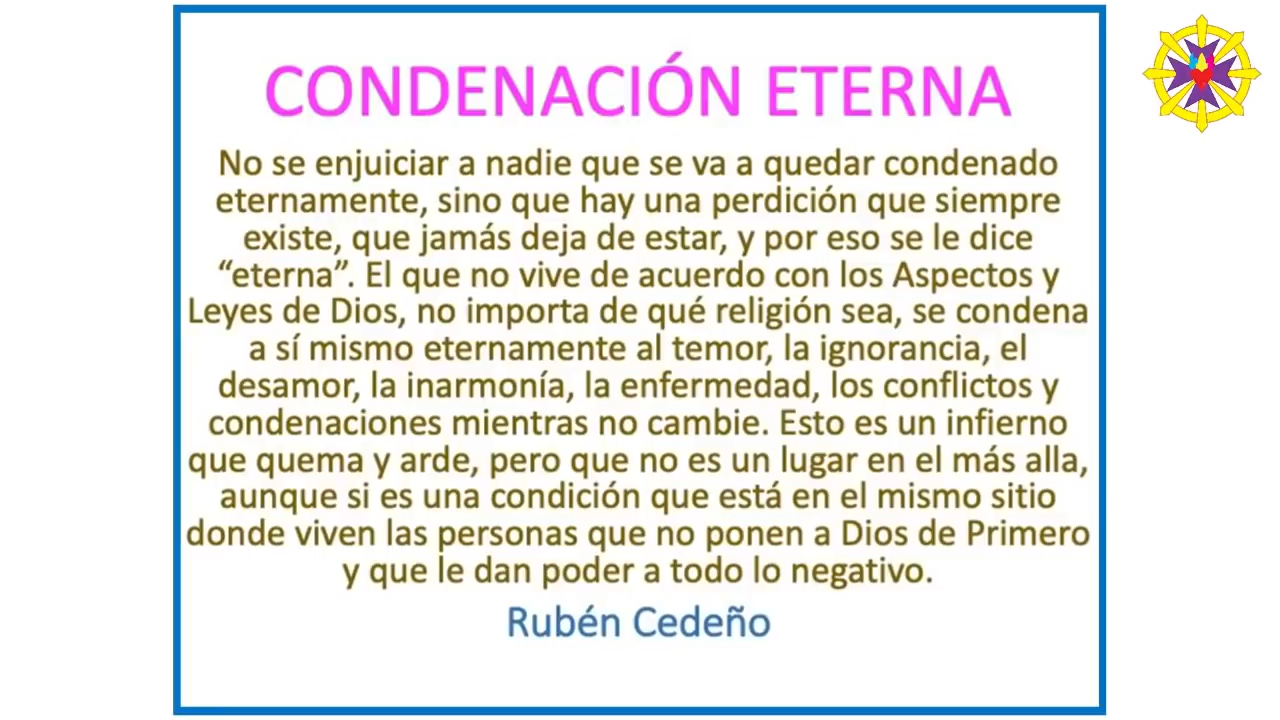 CONDENACIÓN ETERNA
No se enjuiciar a nadie que se va a quedar condenado
eternamente, sino que hay una perdición que siempre
existe, que jamás deja de estar, y por eso se le dice
“eterna”. El que no vive de acuerdo con los Aspectos y
Leyes de Dios, no importa de qué religión sea, se condena
a sí mismo eternamente al temor, la ignorancia, el
desamor, la inarmonía, la enfermedad, los conflictos y
condenaciones mientras no cambie. Esto es un infierno
que quema y arde, pero que no es un lugar en el más alla,
aunque si es una condición que está en el mismo sitio
donde viven las personas que no ponen a Dios de Primero
y que le dan poder a todo lo negativo.
Rubén Cedeño